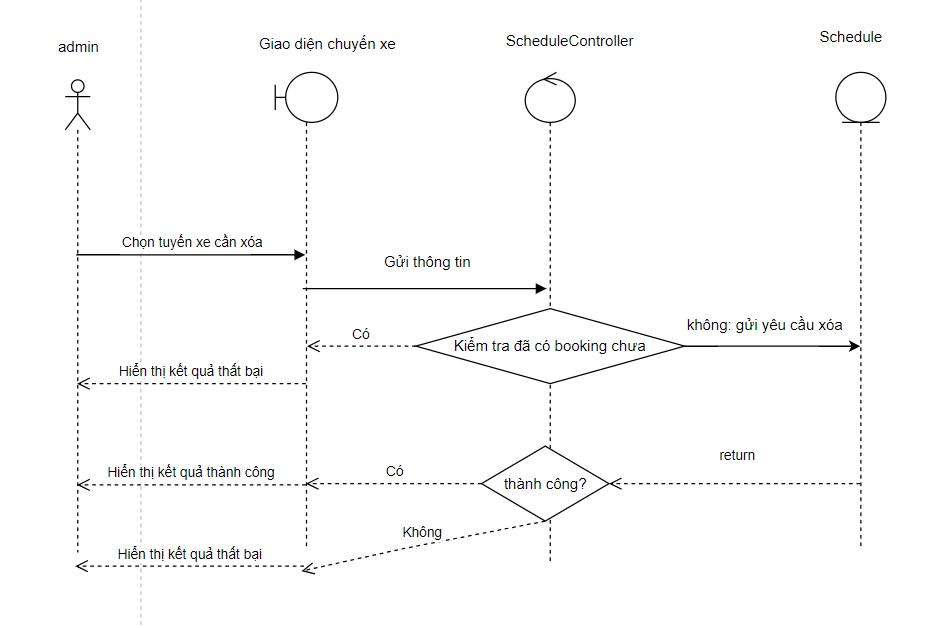 admin
Giao diện chuyến xe
ScheduleController
Schedule
Chọn tuyến xe cần xóa
Gửi thông tin
không: gửi yêu cầu xóa
Có
Kiểm tra đã có booking chưa
Hiển thị kết quả thất bại
return
Hiển thị kết quả thành công
Có
thành công?
Không
Hiển thị kết quả thất bại